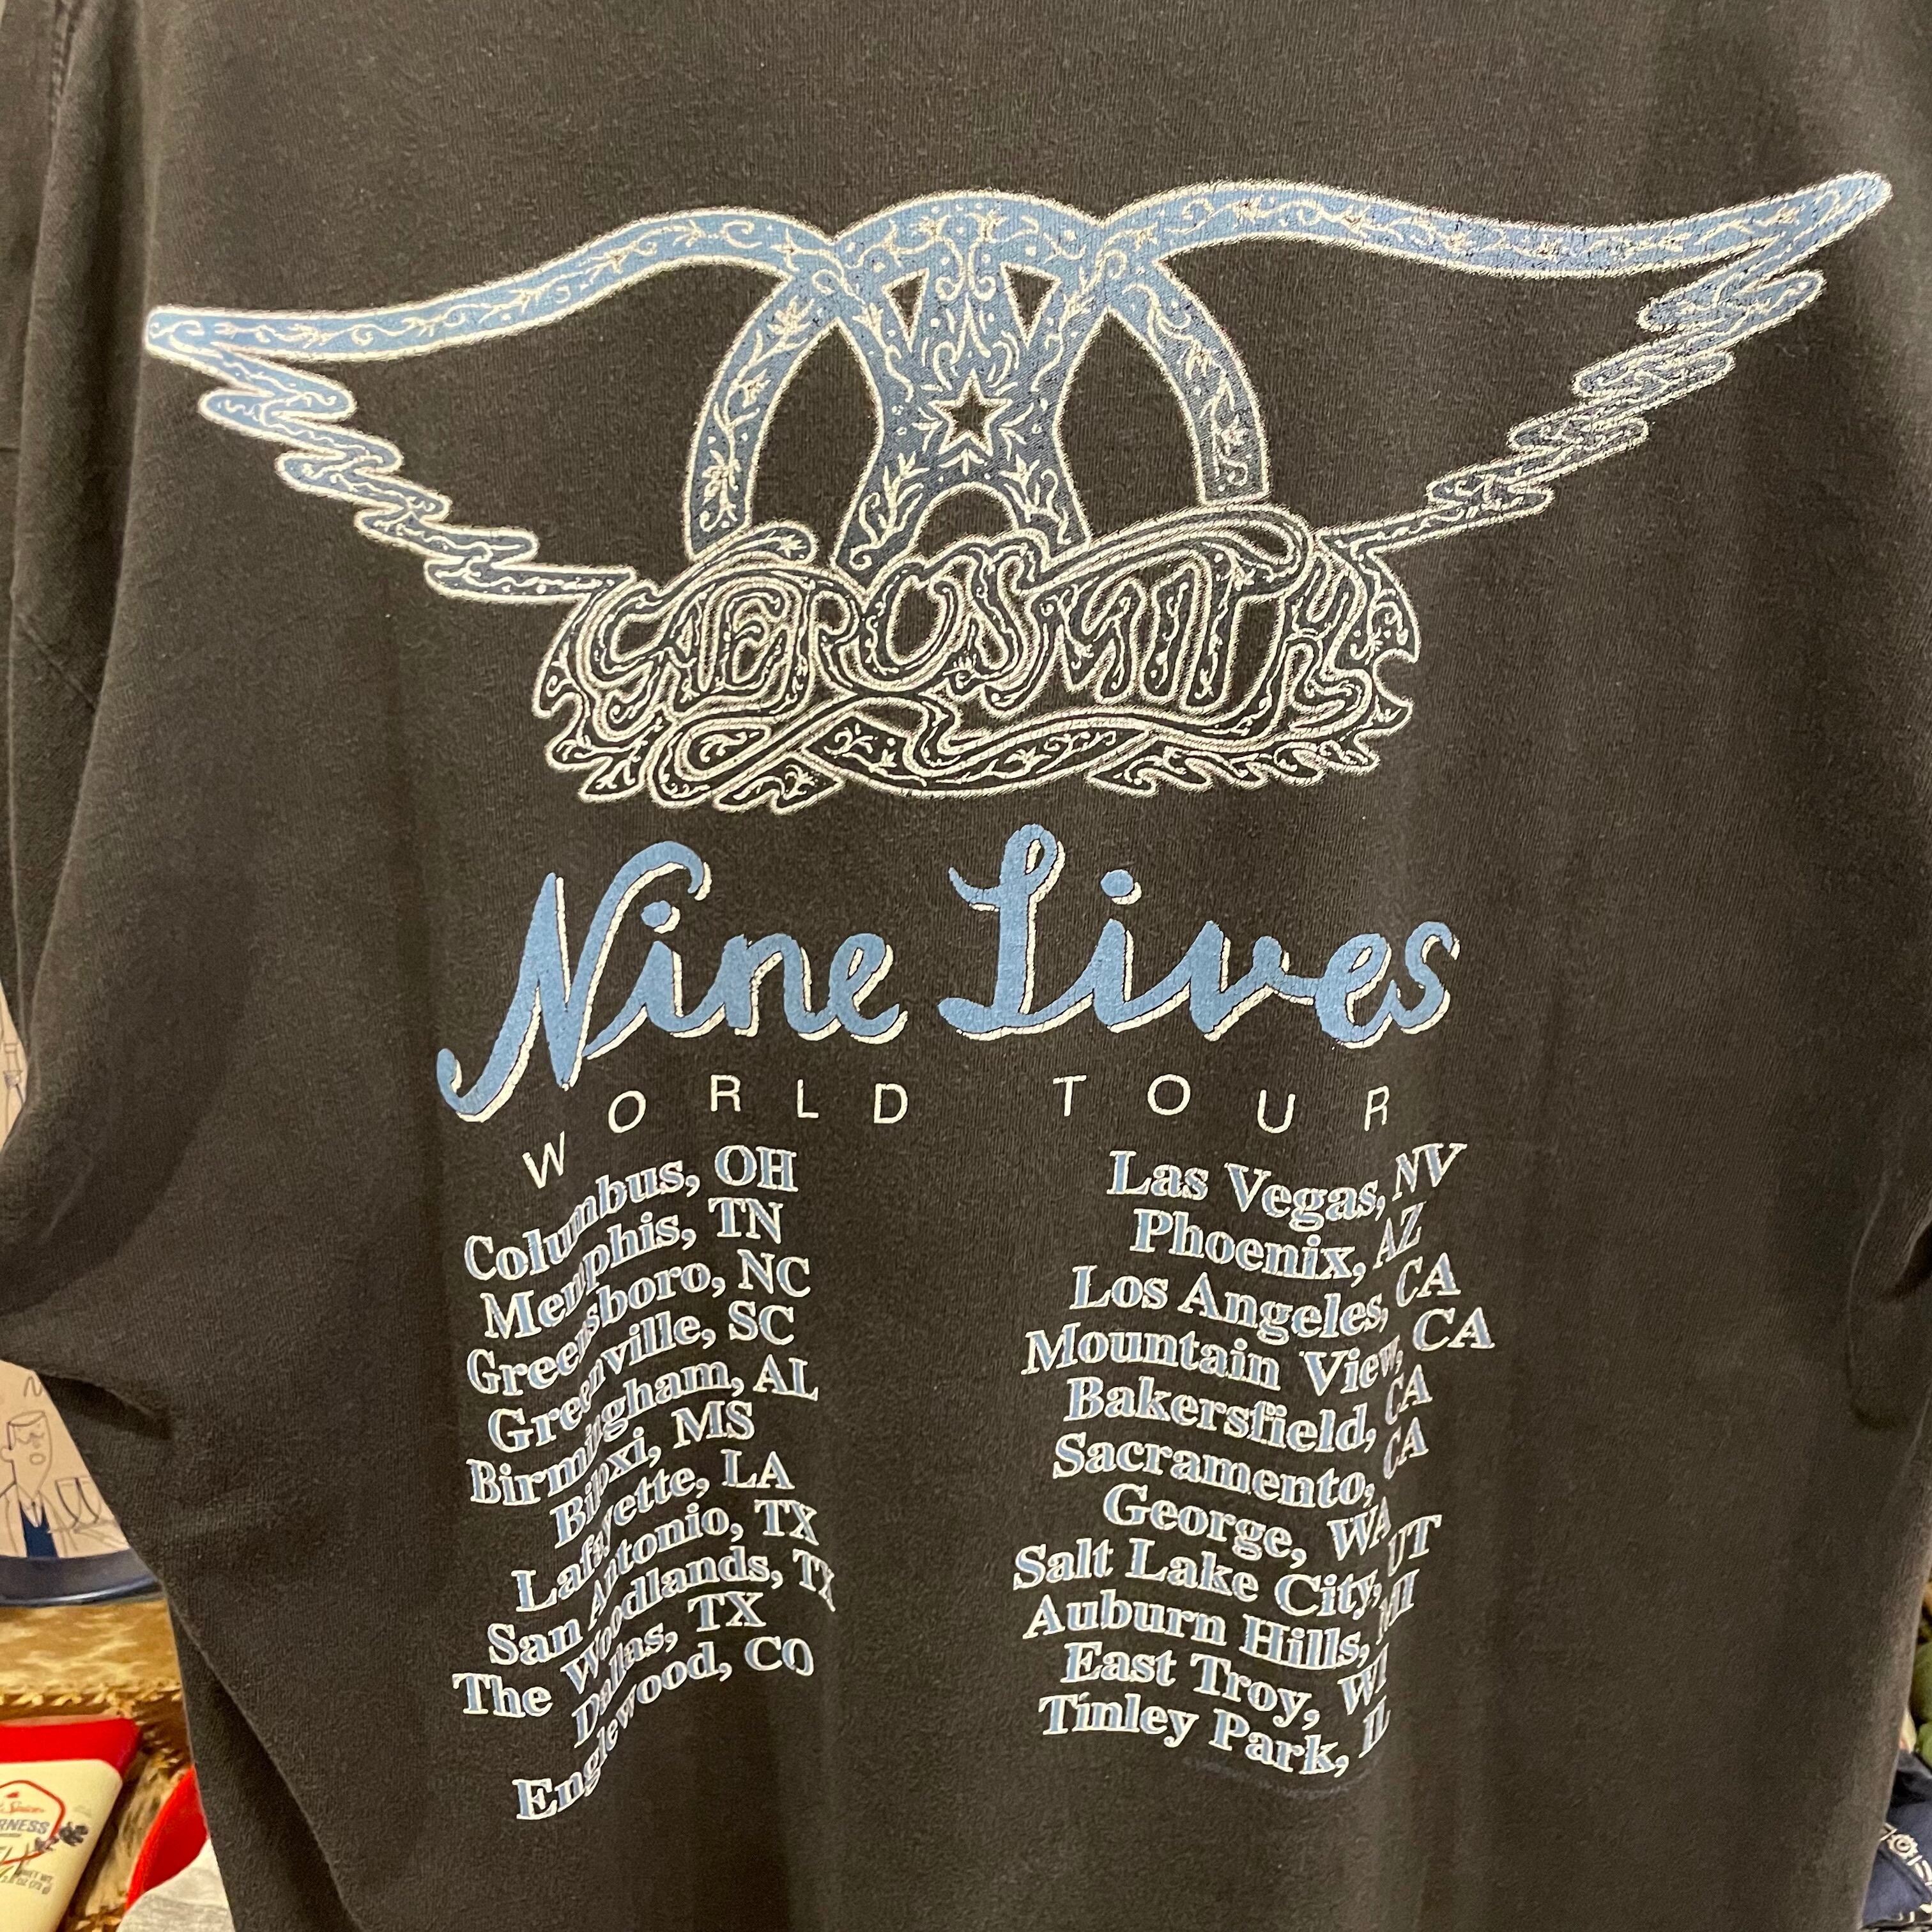 AEROSMITH
Nine Lives
WORLD TOUR
Columbus, OH
Memphis, TN
Greensboro, NC
Greenville, SC
Birmingham, AL
Biloxi, MS
Lafayette, LA
San Antonio, TX
The Woodlands, TX
Dallas, TX
Englewood, CO
Las Vegas, NV
Phoenix, AZ
Los Angeles, CA
Mountain View, CA
Bakersfield, CA
Sacramento, CA
George, WA
Salt Lake City, UT
Auburn Hills, MI
East Troy, WI
Tinley Park, IL